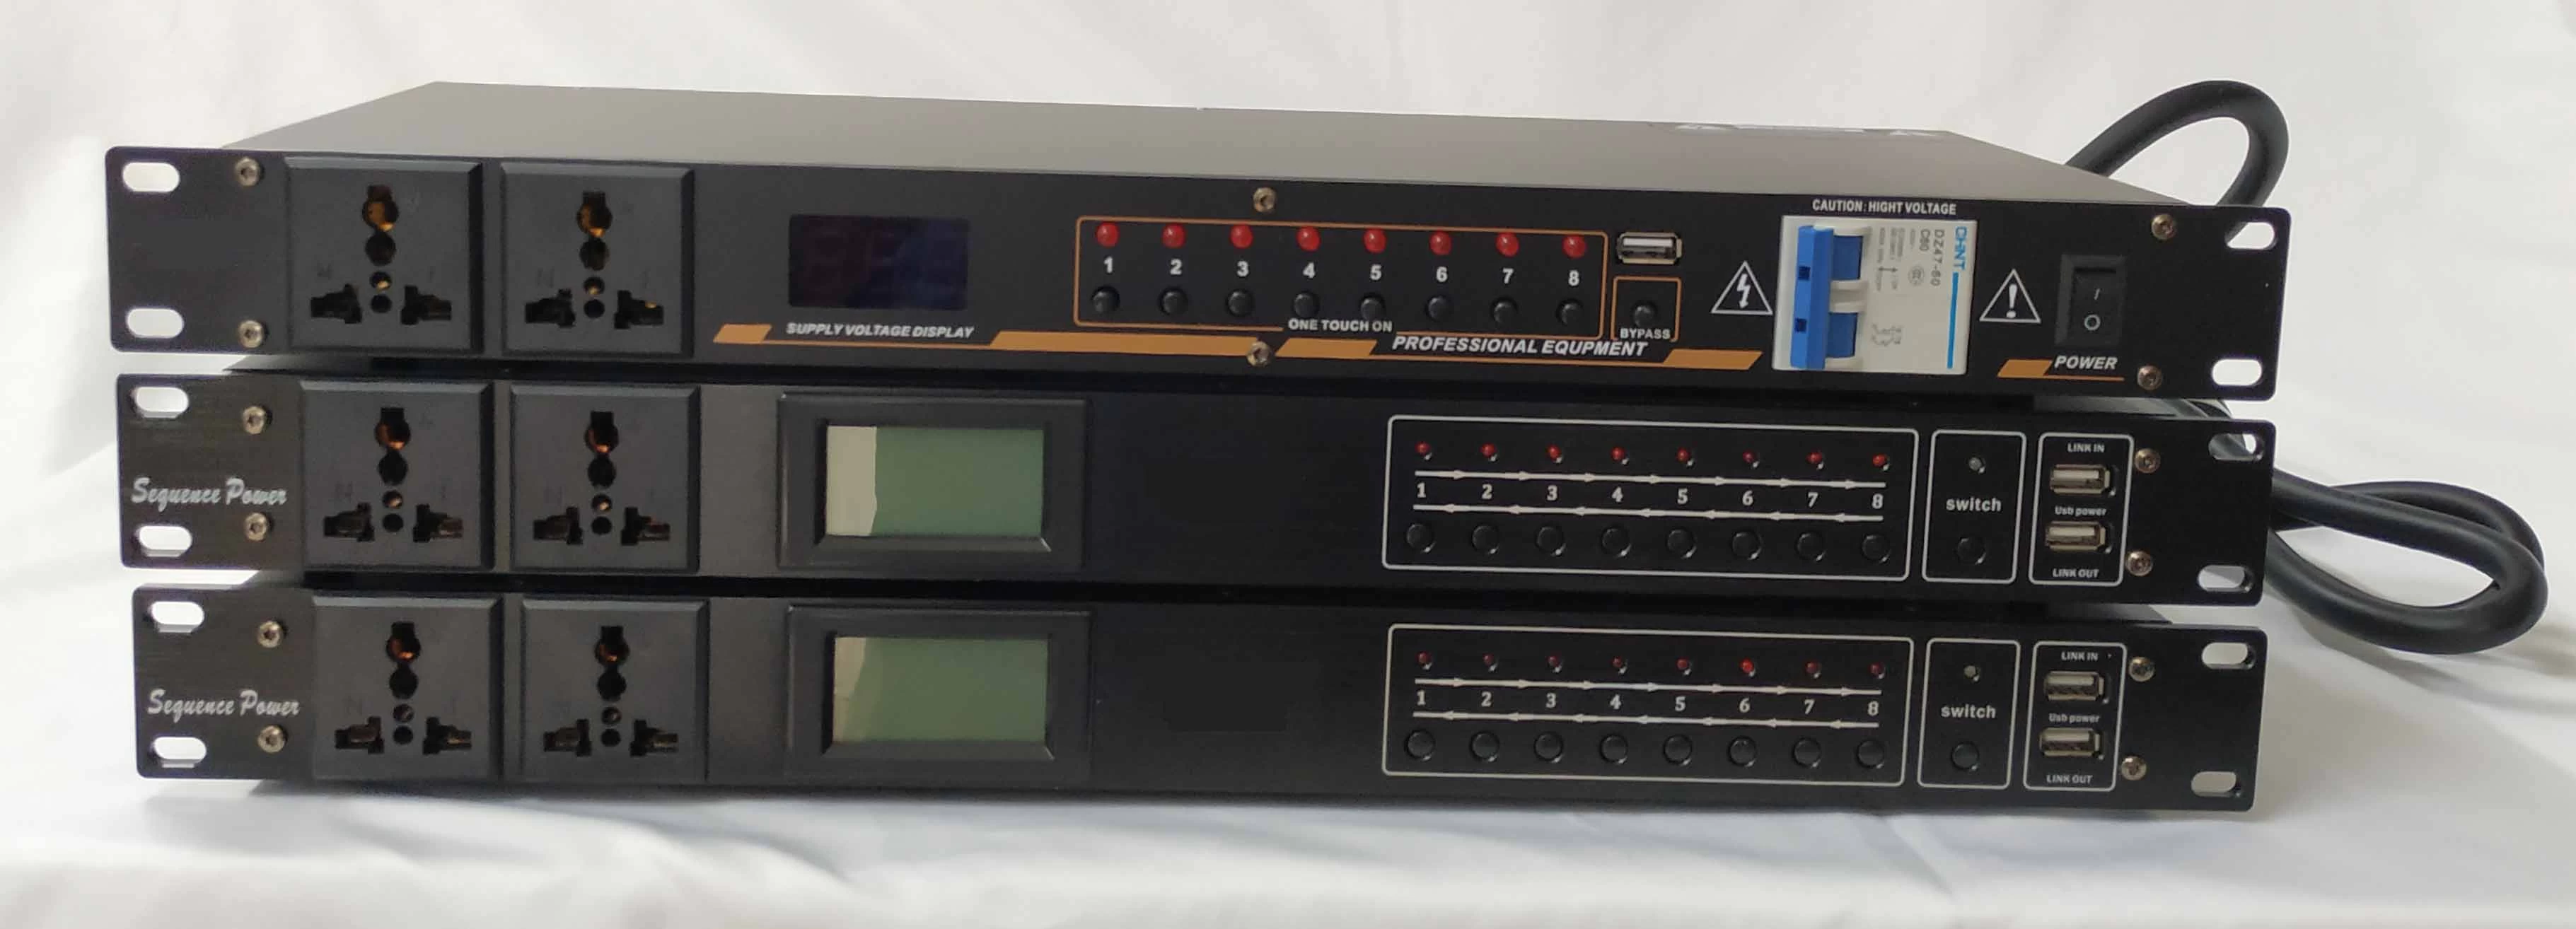 CAUTION: HIGHT VOLTAGE
1 2 3 4 5 6 7 8
CHNT
DZ47-60
C60
SUPPLY VOLTAGE DISPLAY
ONE TOUCH ON
BYPASS
PROFESSIONAL EQUPMENT
POWER
Sequence Power
1 2 3 4 5 6 7 8
switch
LINK IN
Usb power
LINK OUT
Sequence Power
1 2 3 4 5 6 7 8
switch
LINK IN
Usb power
LINK OUT